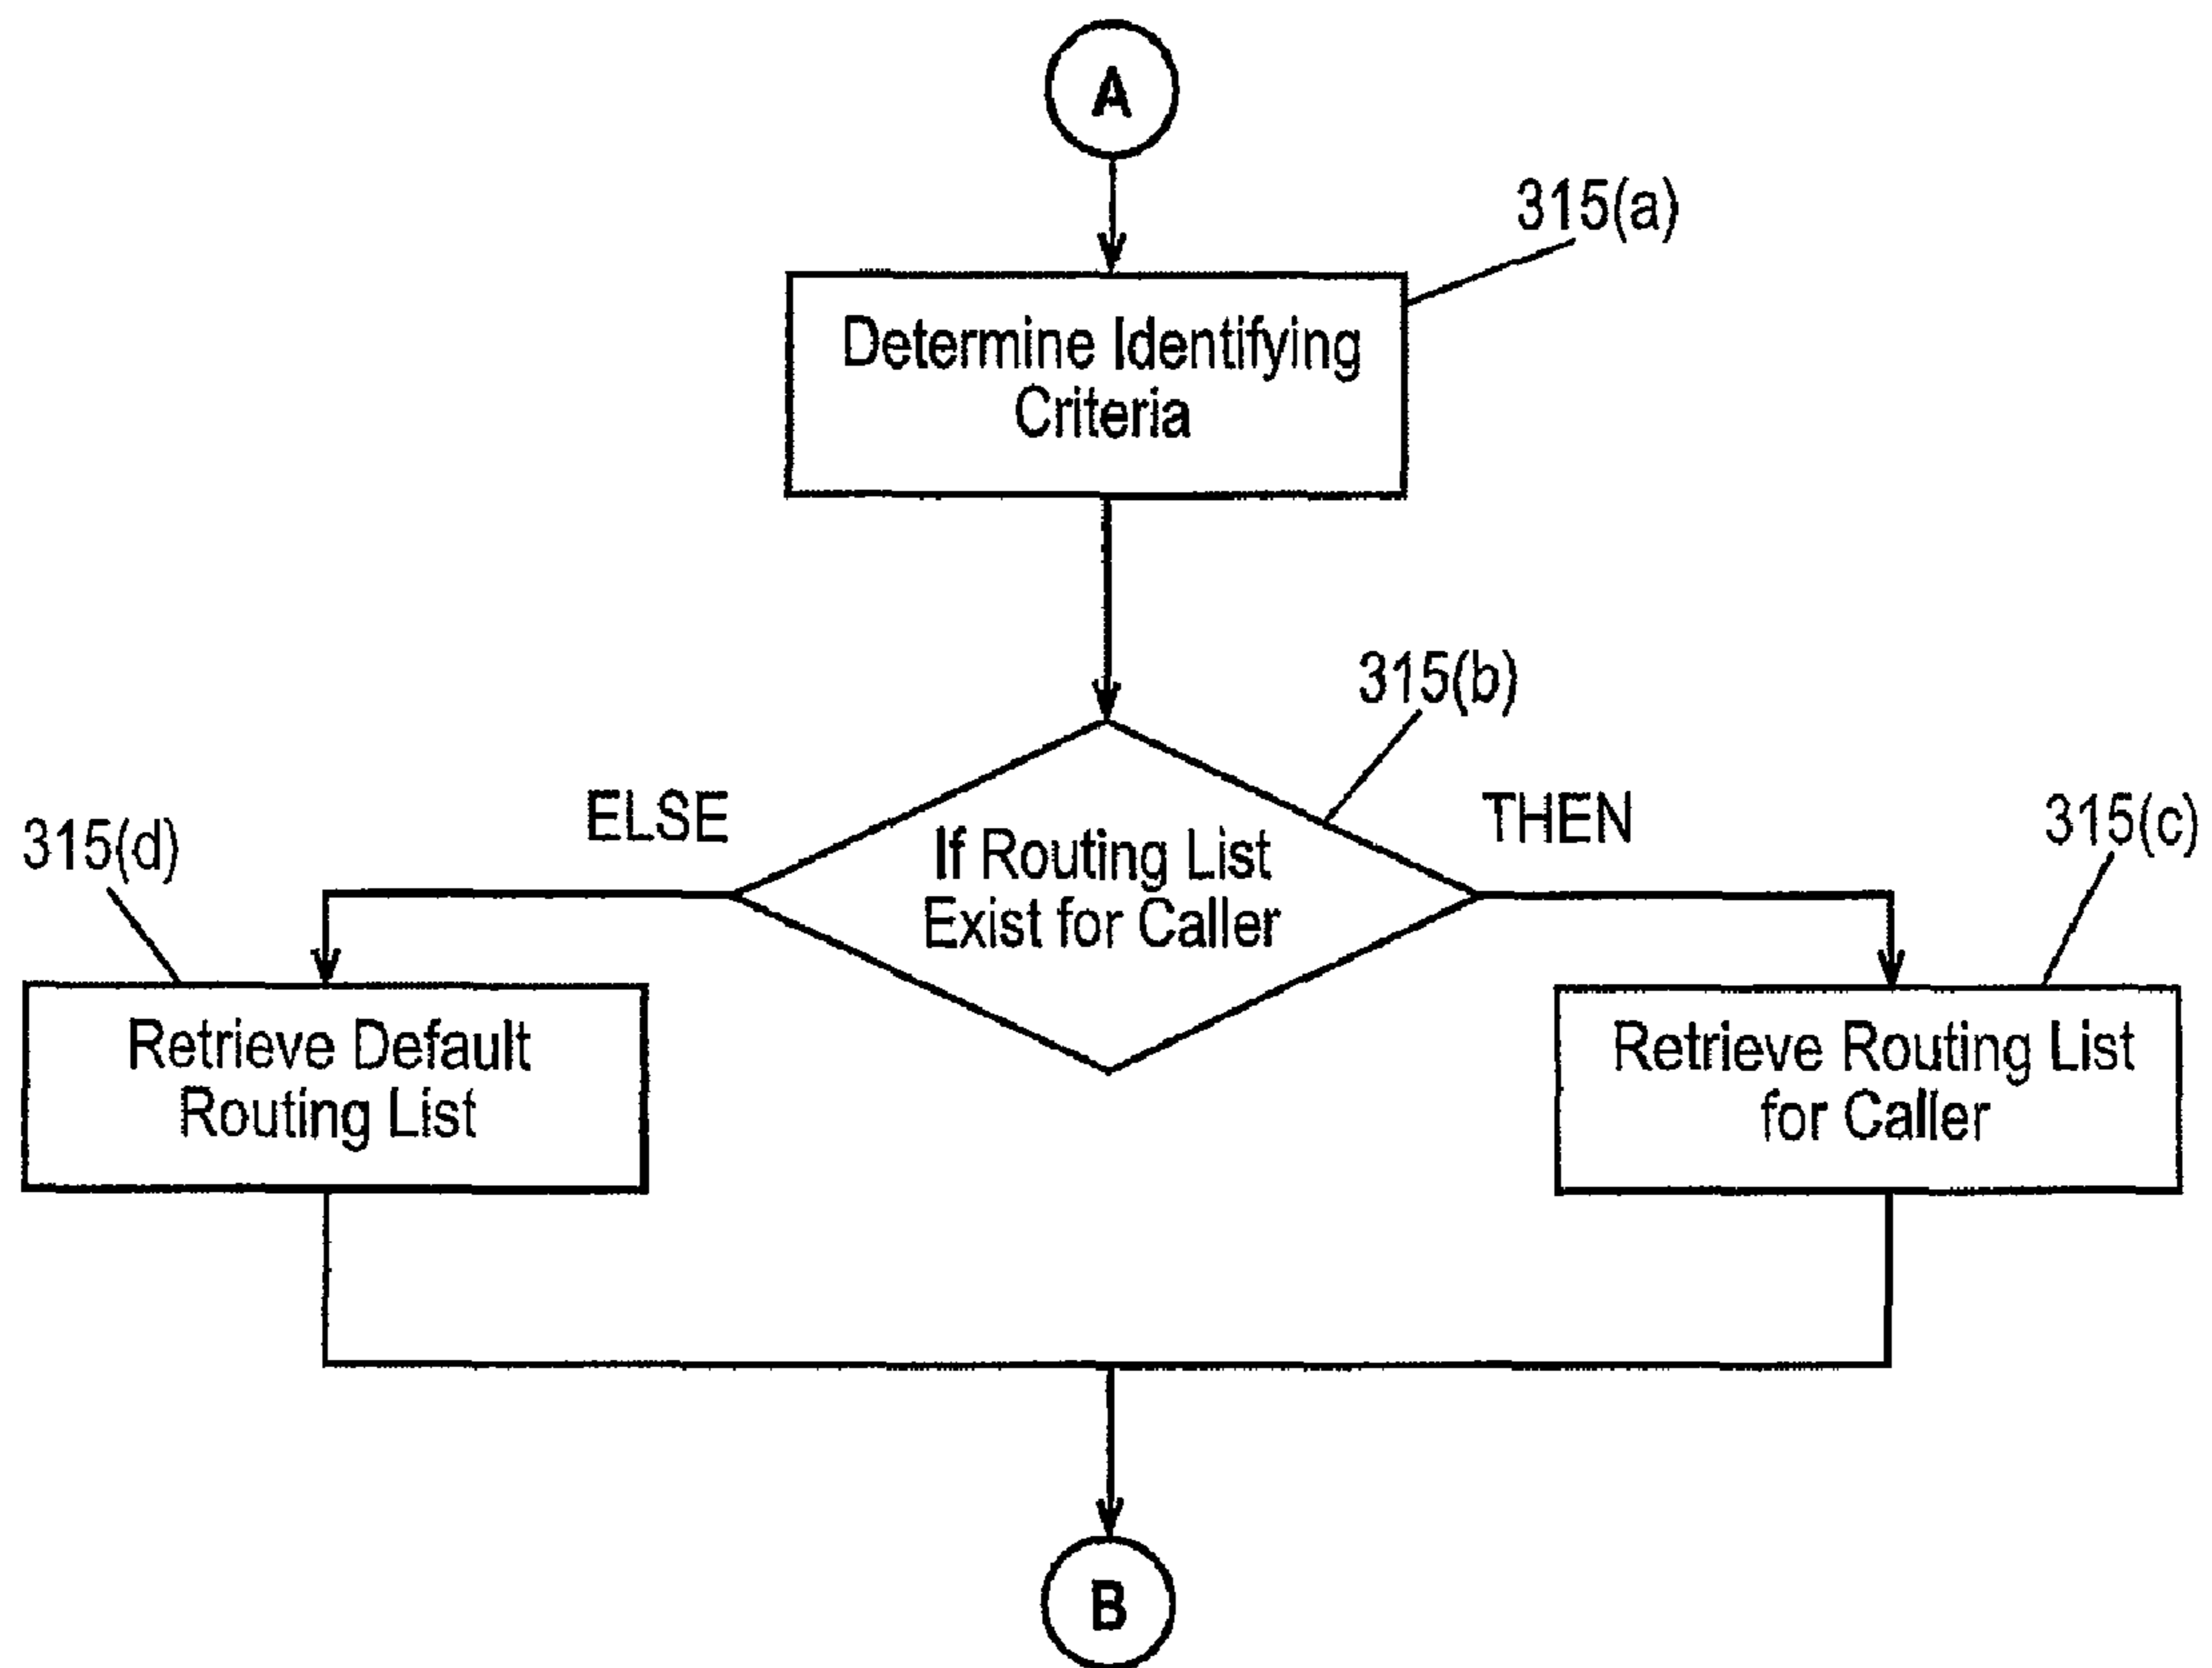 A
315(a)
Determine Identifying
Criteria
315(b)
ELSE
THEN
If Routing List
Exist for Caller
315(d)
315(c)
Retrieve Default
Routing List
Retrieve Routing List
for Caller
B